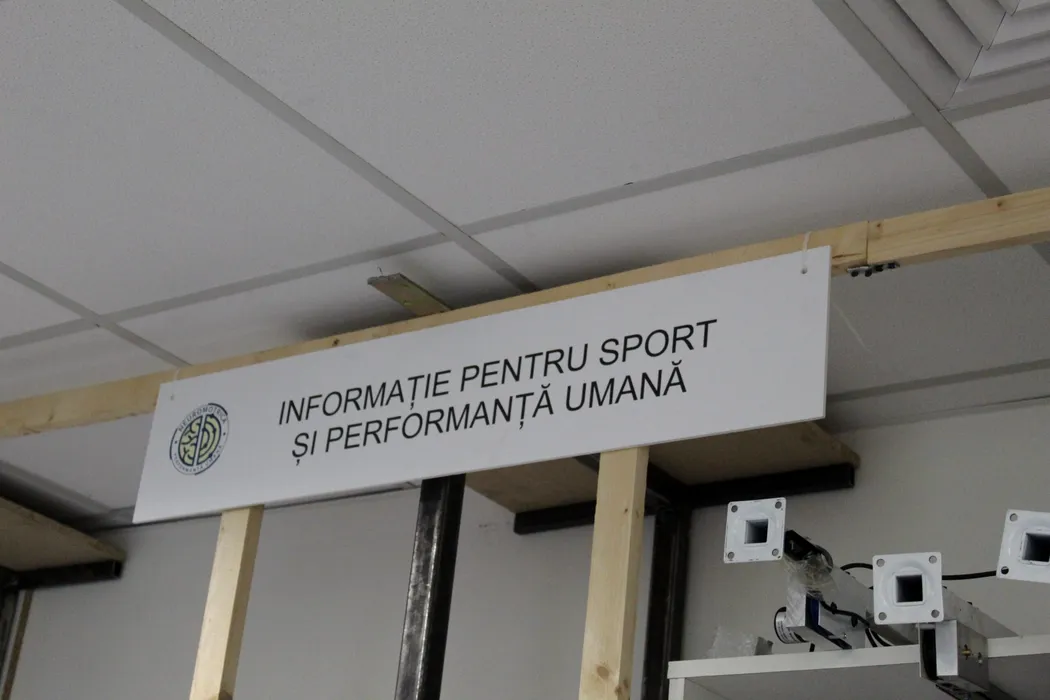 INFORMAȚIE PENTRU SPORT
ȘI PERFORMANȚĂ UMANĂ